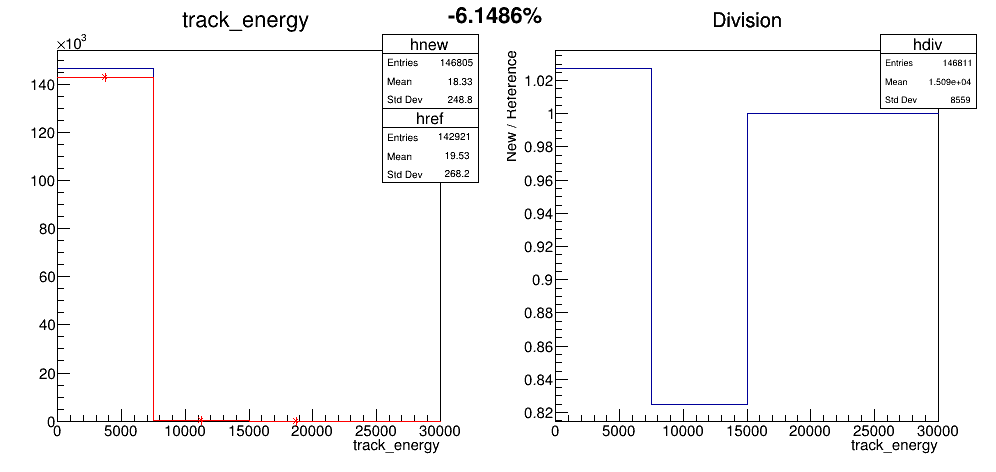 -6.1486%
track_energy
×10³
hnew
Entries 146805
Mean 18.33
Std Dev 248.8
href
Entries 142921
Mean 19.53
Std Dev 268.2
140
120
100
80
60
40
20
0
0 5000 10000 15000 20000 25000 30000
track_energy
Division
hdiv
Entries 146811
Mean 1.509e+04
Std Dev 8559
New / Reference
1.02
1
0.98
0.96
0.94
0.92
0.9
0.88
0.86
0.84
0.82
0 5000 10000 15000 20000 25000 30000
track_energy